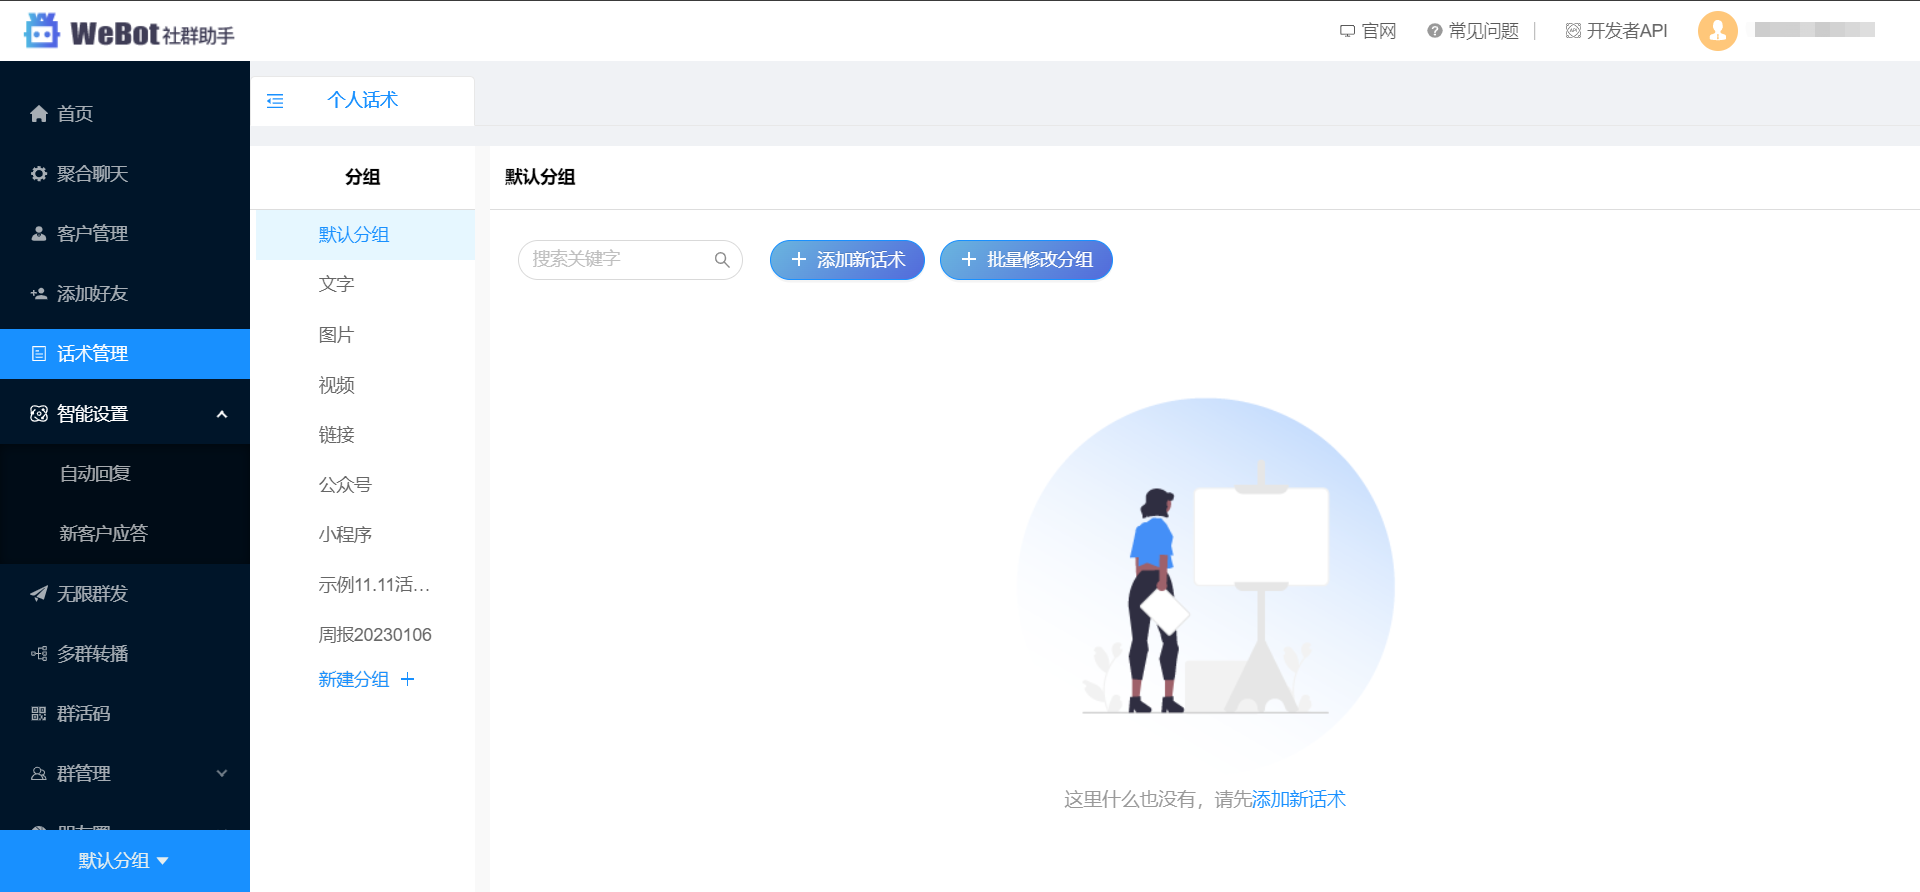 WeBot社群助手
官网
常见问题
开发者API
首页
聚合聊天
客户管理
添加好友
话术管理
智能设置
自动回复
新客户应答
无限群发
多群转播
群活码
群管理
默认分组
个人话术
分组
默认分组
文字
图片
视频
链接
公众号
小程序
示例11.11活...
周报20230106
新建分组
默认分组
搜索关键字
添加新话术
批量修改分组
这里什么也没有，请先添加新话术